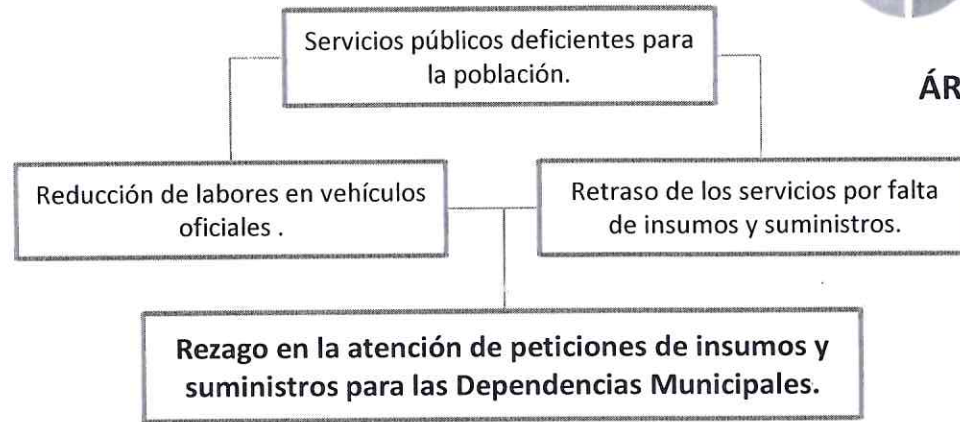 Servicios públicos deficientes para
la población.
ÁR
Reducción de labores en vehículos
oficiales .
Retraso de los servicios por falta
de insumos y suministros.
Rezago en la atención de peticiones de insumos y
suministros para las Dependencias Municipales.